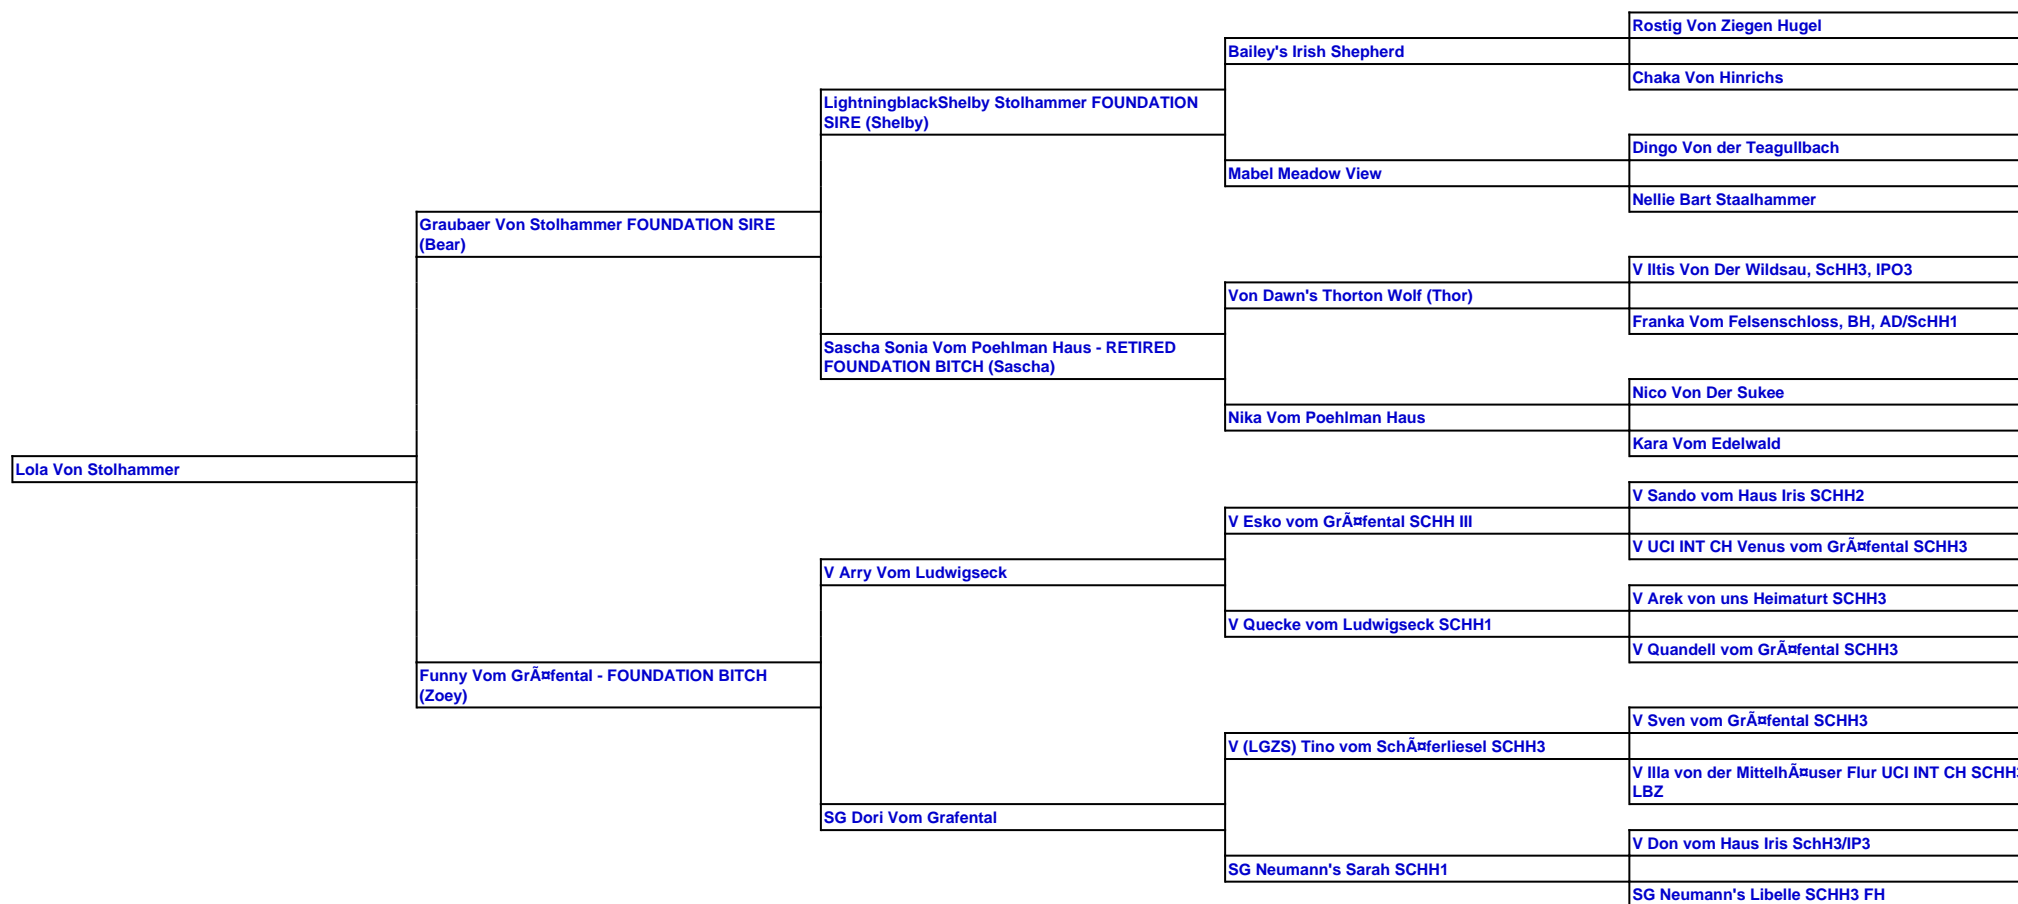 Rostig Von Ziegen Hugel
Bailey's Irish Shepherd
Chaka Von Hinrichs
LightningblackShelby Stolhammer FOUNDATION
SIRE (Shelby)
Dingo Von der Teagullbach
Mabel Meadow View
Nellie Bart Staalhammer
Graubaer Von Stolhammer FOUNDATION SIRE
(Bear)
V Iltis Von Der Wildsau, ScHH3, IPO3
Von Dawn's Thorton Wolf (Thor)
Franka Vom Felsenschloss, BH, AD/ScHH1
Sascha Sonia Vom Poehlman Haus - RETIRED
FOUNDATION BITCH (Sascha)
Nico Von Der Sukee
Nika Vom Poehlman Haus
Kara Vom Edelwald
Lola Von Stolhammer
V Sando vom Haus Iris SCHH2
V Esko vom GrÃ¤fental SCHH III
V UCI INT CH Venus vom GrÃ¤fental SCHH3
V Arry Vom Ludwigseck
V Arek von uns Heimaturt SCHH3
V Quecke vom Ludwigseck SCHH1
V Quandell vom GrÃ¤fental SCHH3
Funny Vom GrÃ¤fental - FOUNDATION BITCH
(Zoey)
V Sven vom GrÃ¤fental SCHH3
V (LGZS) Tino vom SchÃ¤ferliesel SCHH3
V Illa von der MittelhÃ¤user Flur UCI INT CH SCHH3
LBZ
SG Dori Vom Grafental
V Don vom Haus Iris SchH3/IP3
SG Neumann's Sarah SCHH1
SG Neumann's Libelle SCHH3 FH